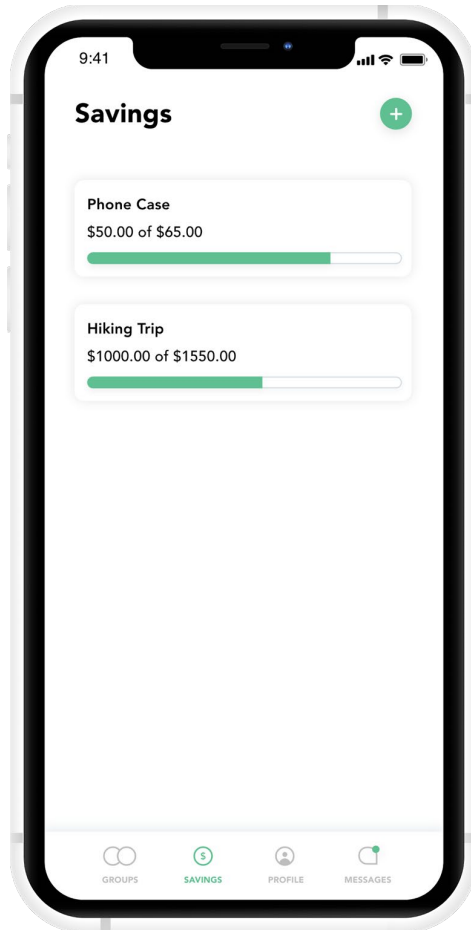 9:41
Savings
+
Phone Case
$50.00 of $65.00
Hiking Trip
$1000.00 of $1550.00
$
GROUPS SAVINGS PROFILE MESSAGES